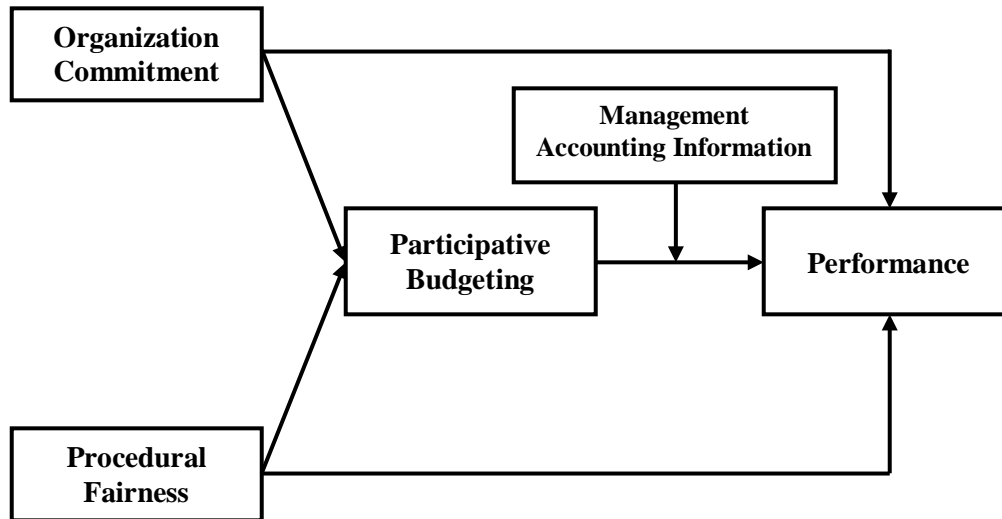 Organization
Commitment
Management
Accounting Information
Participative
Budgeting
Performance
Procedural
Fairness